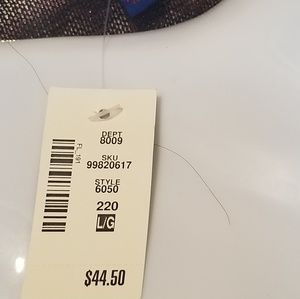 DEPT
8009
FL_191
SKU
99820617
STYLE
6050
220
L/G
$44.50